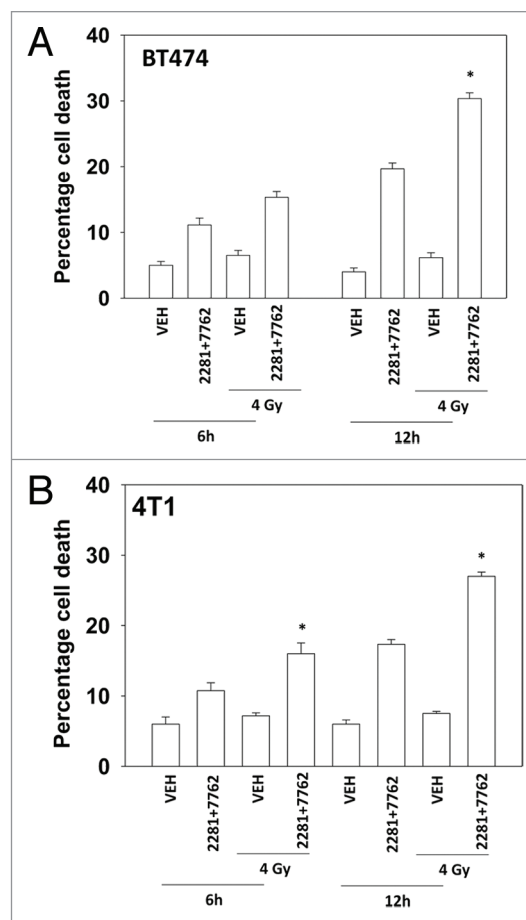 A
BT474
Percentage cell death
40
30
20
10
0
VEH
2281+7762
VEH
2281+7762
VEH
2281+7762
VEH
2281+7762
*
4 Gy
4 Gy
6h
12h
B
4T1
Percentage cell death
40
30
20
10
0
*
*
VEH
2281+7762
VEH
2281+7762
VEH
2281+7762
VEH
2281+7762
4 Gy
4 Gy
6h
12h